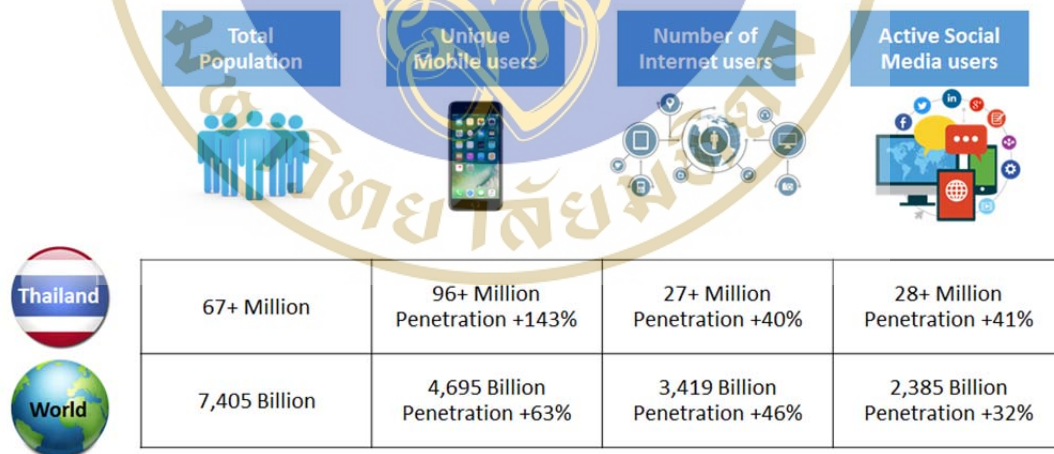 Total
Population
Unique
Mobile users
Number of
Internet users
Active Social
Media users
Thailand
67+ Million
96+ Million
Penetration +143%
27+ Million
Penetration +40%
28+ Million
Penetration +41%
World
7,405 Billion
4,695 Billion
Penetration +63%
3,419 Billion
Penetration +46%
2,385 Billion
Penetration +32%